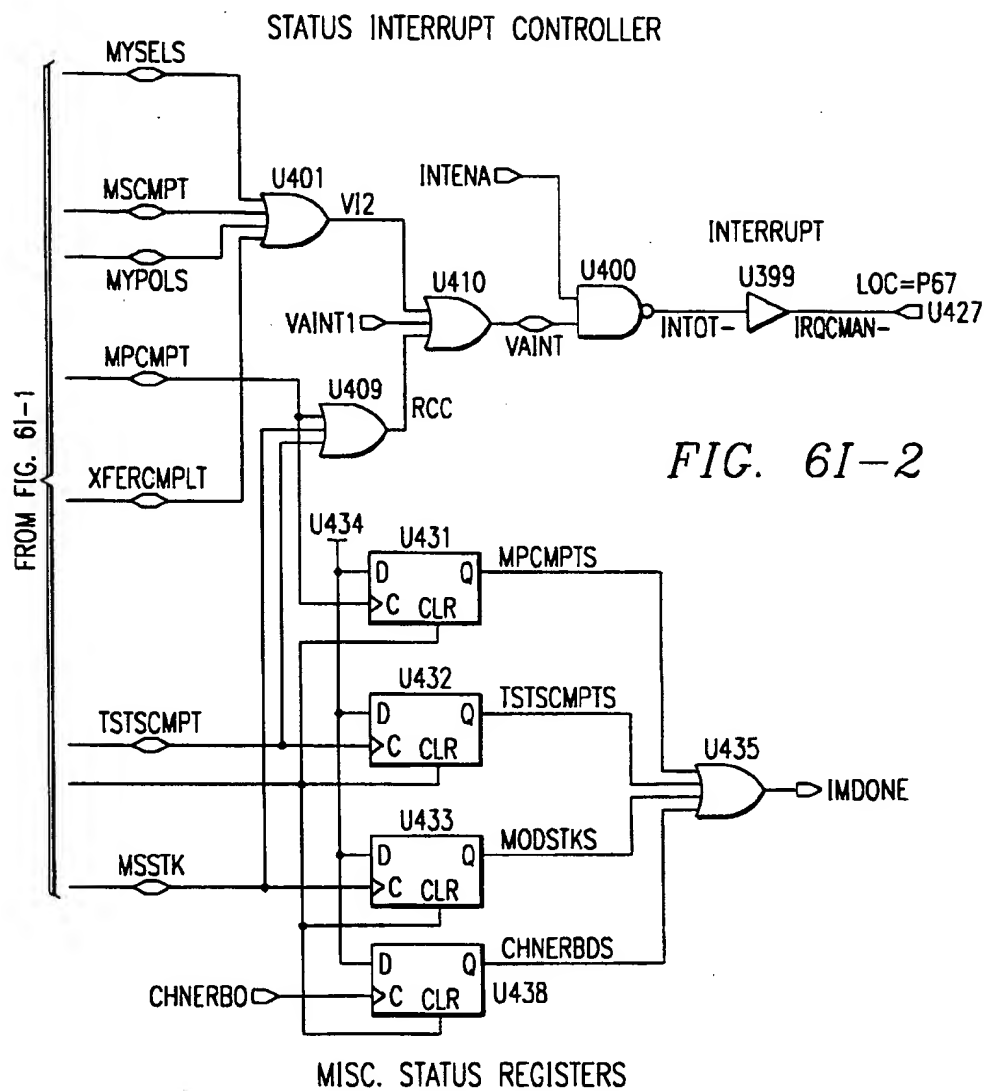 STATUS INTERRUPT CONTROLLER
MYSELS
MSCMPT
U401
VI2
INTENA
INTERRUPT
MYPOLS
U410
U400
U399
LOC=P67
U427
VAINT1
VAINT
INTOT-
IRQCMAN-
MPCMPT
U409
RCC
FROM FIG. 6I-1
XFERCMPLT
FIG. 6I-2
U434
U431
D Q
C CLR
MPCMPTS
U432
D Q
C CLR
TSTSCMPT
TSTSCMPTS
U435
IMDONE
U433
D Q
C CLR
MSSTK
MODSTKS
D Q
C CLR
CHNERBDS
U438
CHNERBO
MISC. STATUS REGISTERS